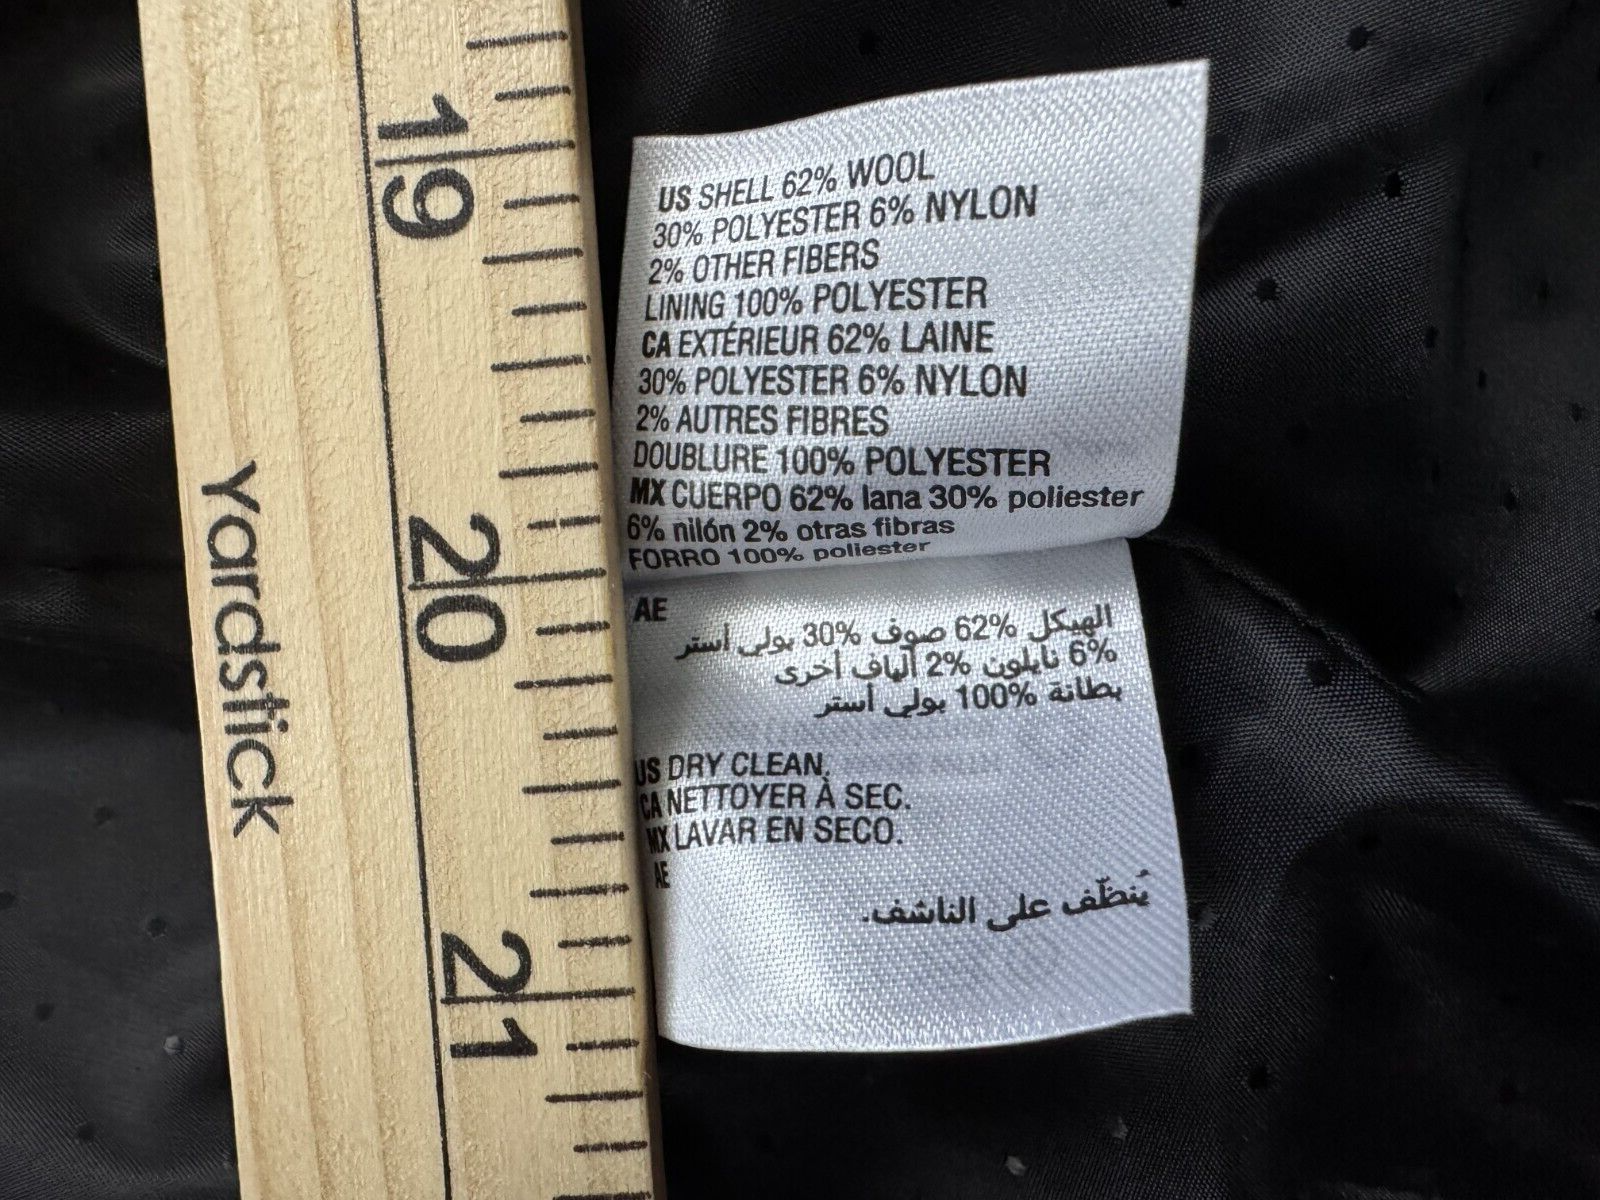 19
20
21
Yardstick
US SHELL 62% WOOL
30% POLYESTER 6% NYLON
2% OTHER FIBERS
LINING 100% POLYESTER
CA EXTÉRIEUR 62% LAINE
30% POLYESTER 6% NYLON
2% AUTRES FIBRES
DOUBLURE 100% POLYESTER
MX CUERPO 62% lana 30% poliester
6% nilón 2% otras fibras
FORRO 100% poliester
AE
الهيكل 62% صوف 30% بولي أستر
6% نايلون 2% ألياف أخرى
بطانة 100% بولي أستر
US DRY CLEAN.
CA NETTOYER À SEC.
MX LAVAR EN SECO.
AE
يُنظّف على الناشف.